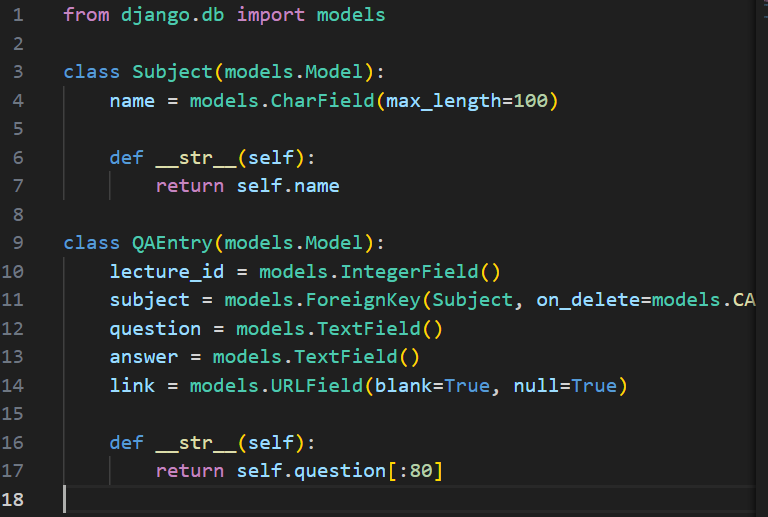 1 from django.db import models
2
3 class Subject(models.Model):
4     name = models.CharField(max_length=100)
5
6     def __str__(self):
7         return self.name
8
9 class QAEntry(models.Model):
10     lecture_id = models.IntegerField()
11     subject = models.ForeignKey(Subject, on_delete=models.CA
12     question = models.TextField()
13     answer = models.TextField()
14     link = models.URLField(blank=True, null=True)
15
16     def __str__(self):
17         return self.question[:80]
18